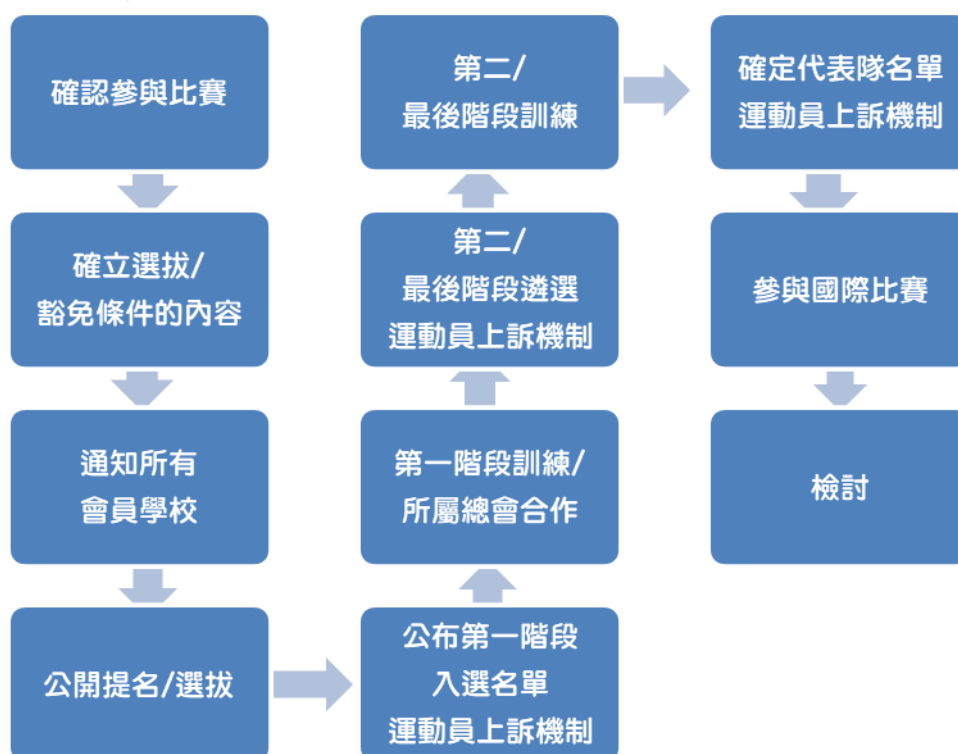 確認參與比賽
確立選拔/
豁免條件的內容
通知所有
會員學校
公開提名/選拔
公布第一階段
入選名單
運動員上訴機制
第一階段訓練/
所屬總會合作
第二/
最後階段遴選
運動員上訴機制
第二/
最後階段訓練
確定代表隊名單
運動員上訴機制
參與國際比賽
檢討